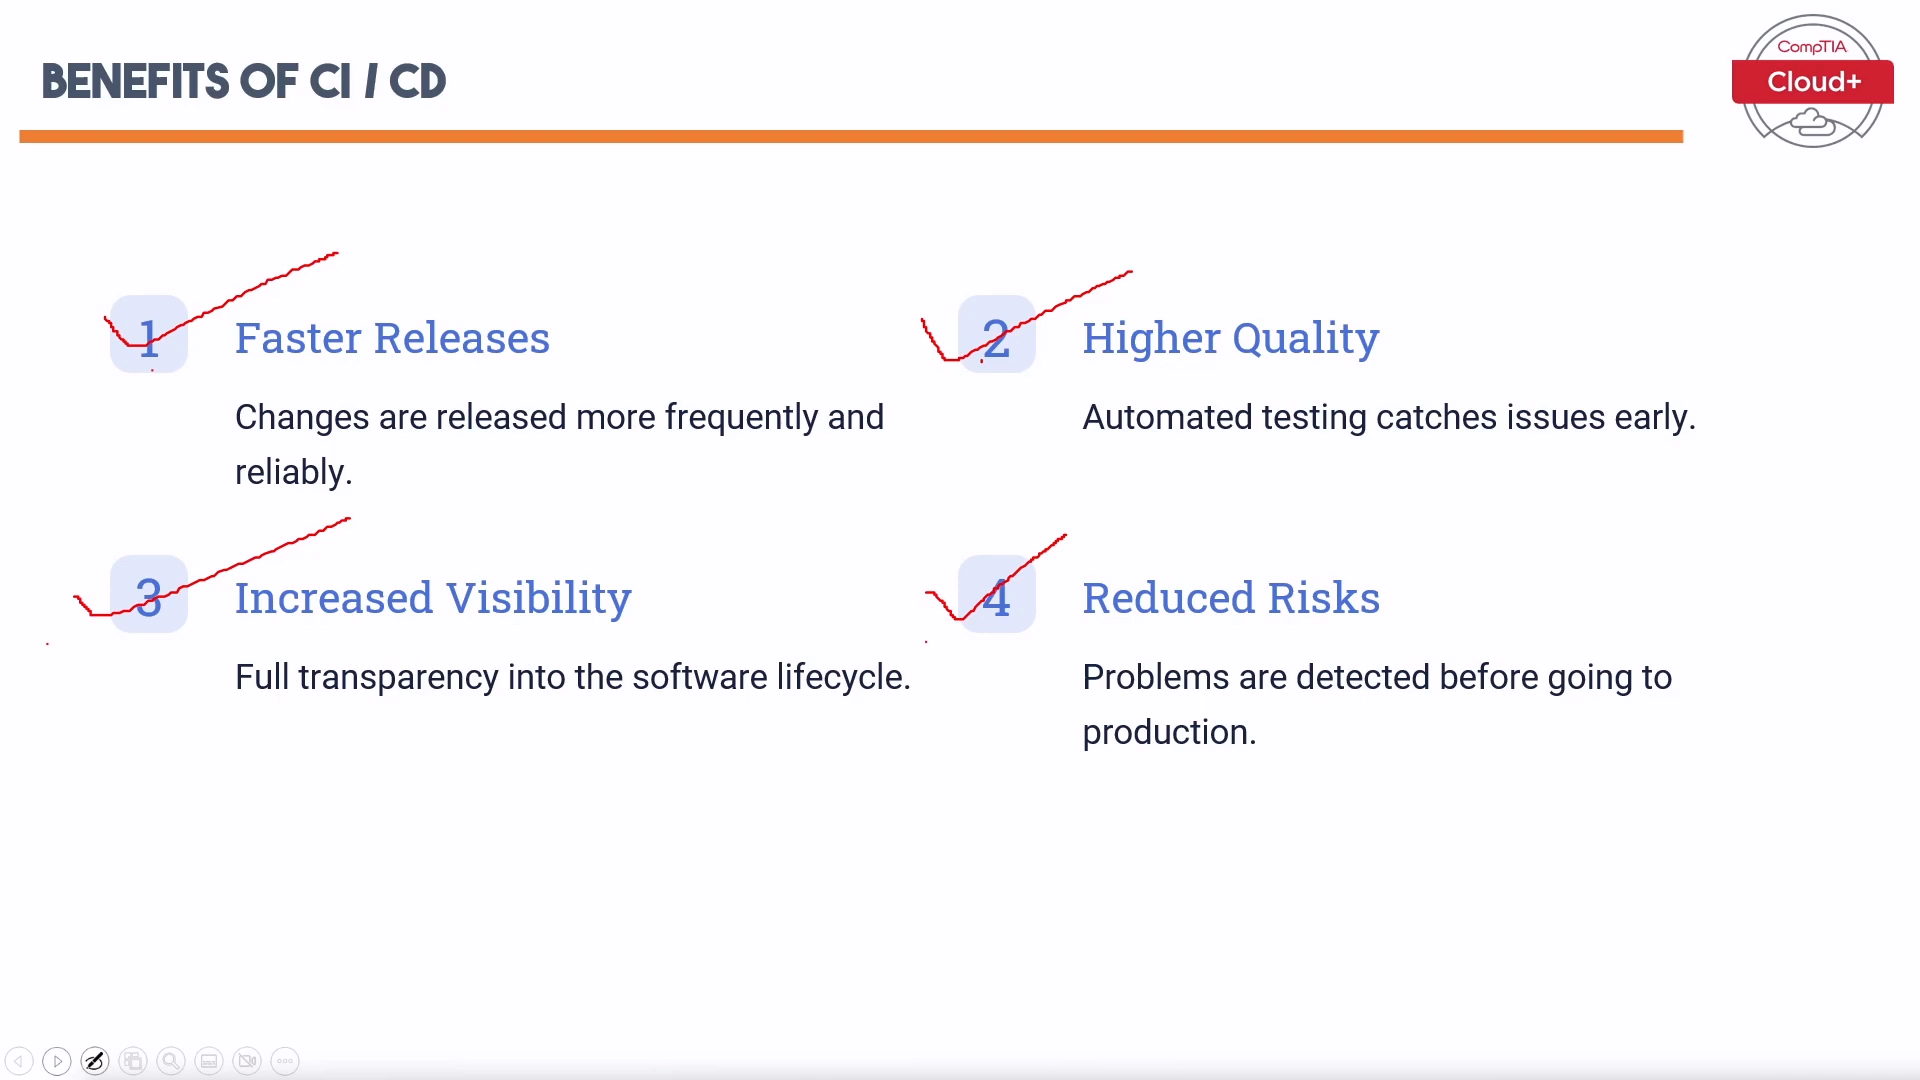 BENEFITS OF CI / CD
CompTIA
Cloud+
1
Faster Releases
Changes are released more frequently and
reliably.
2
Higher Quality
Automated testing catches issues early.
3
Increased Visibility
Full transparency into the software lifecycle.
4
Reduced Risks
Problems are detected before going to
production.